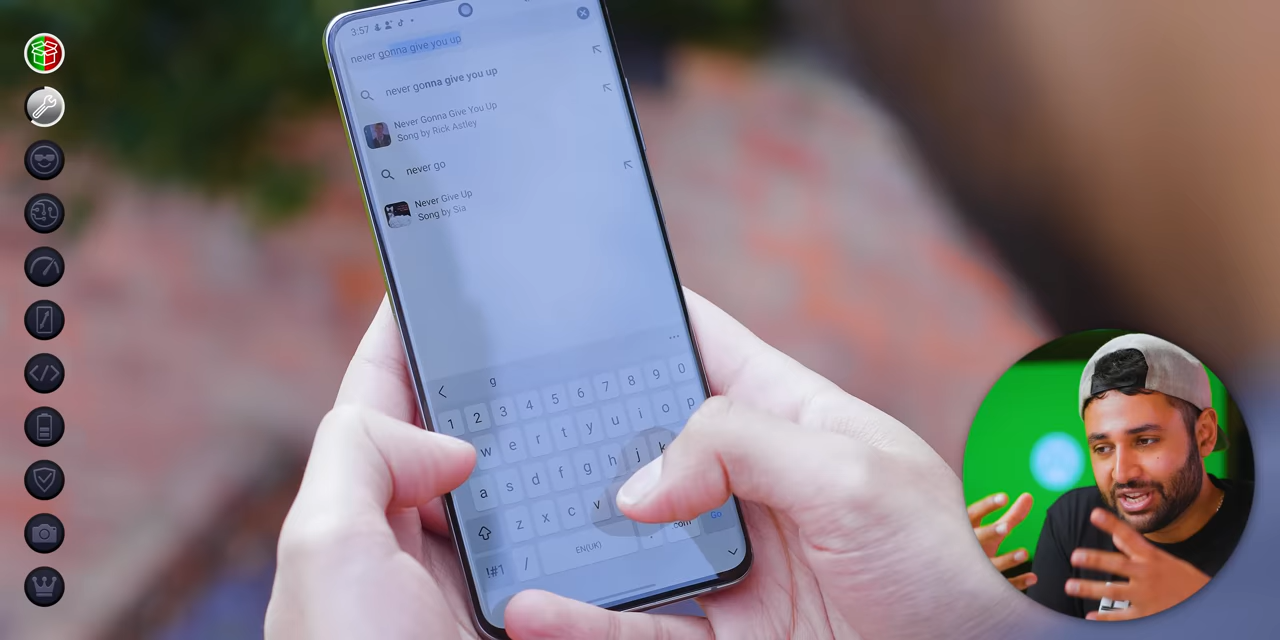 3:57
never gonna give you up
never gonna give you up
Never Gonna Give You Up
Song by Rick Astley
never go
Never Give Up
Song by Sia
g
1 2 3 4 5 6 7 8 9 0
w e r t y u i o p
a s d f g h j k
z x c v
!#1 / EN(UK) . .com Go